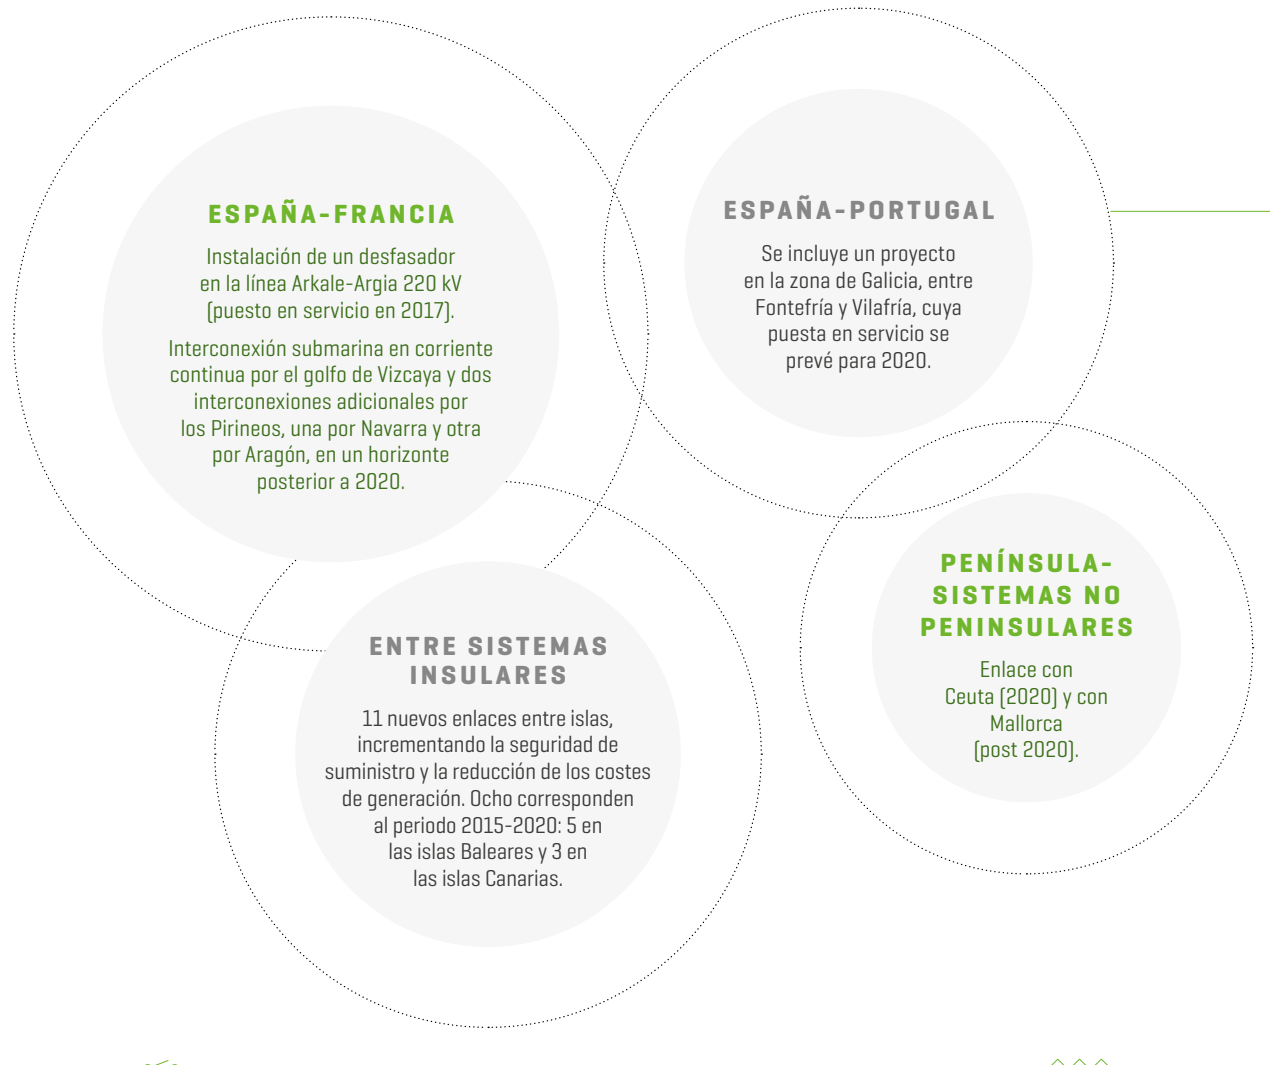 ESPAÑA-FRANCIA
Instalación de un desfasador
en la línea Arkale-Argia 220 kV
(puesto en servicio en 2017).
Interconexión submarina en corriente
continua por el golfo de Vizcaya y dos
interconexiones adicionales por
los Pirineos, una por Navarra y otra
por Aragón, en un horizonte
posterior a 2020.
ESPAÑA-PORTUGAL
Se incluye un proyecto
en la zona de Galicia, entre
Fontefría y Vilafría, cuya
puesta en servicio se
prevé para 2020.
ENTRE SISTEMAS
INSULARES
11 nuevos enlaces entre islas,
incrementando la seguridad de
suministro y la reducción de los costes
de generación. Ocho corresponden
al periodo 2015-2020: 5 en
las islas Baleares y 3 en
las islas Canarias.
PENÍNSULA-
SISTEMAS NO
PENINSULARES
Enlace con
Ceuta (2020) y con
Mallorca
(post 2020).